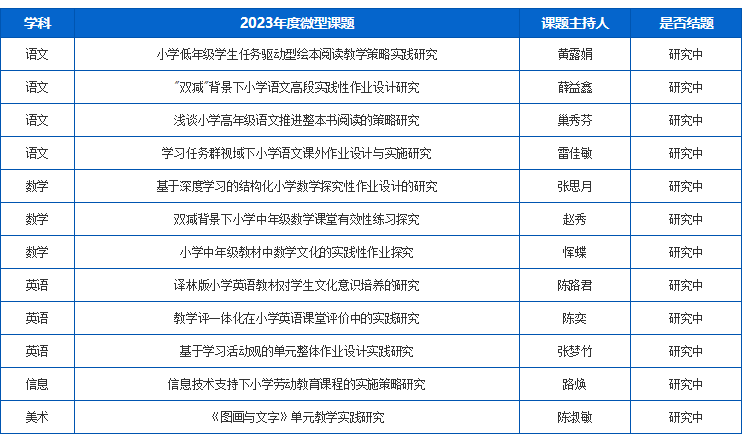 学科 2023年度微型课题 课题主持人 是否结题
语文 小学低年级学生任务驱动型绘本阅读教学策略实践研究 黄露娟 研究中
语文 “双减”背景下小学语文高段实践性作业设计研究 薛益鑫 研究中
语文 浅谈小学高年级语文推进整本书阅读的策略研究 巢秀芬 研究中
语文 学习任务群视域下小学语文课外作业设计与实施研究 雷佳敏 研究中
数学 基于深度学习的结构化小学数学探究性作业设计的研究 张思月 研究中
数学 双减背景下小学中年级数学课堂有效性练习探究 赵秀 研究中
数学 小学中年级教材中数学文化的实践性作业探究 恽蝶 研究中
英语 译林版小学英语教材对学生文化意识培养的研究 陈路君 研究中
英语 教学评一体化在小学英语课堂评价中的实践研究 陈奕 研究中
英语 基于学习活动观的单元整体作业设计实践研究 张梦竹 研究中
信息 信息技术支持下小学劳动教育课程的实施策略研究 路焕 研究中
美术 《图画与文字》单元教学实践研究 陈淑敏 研究中